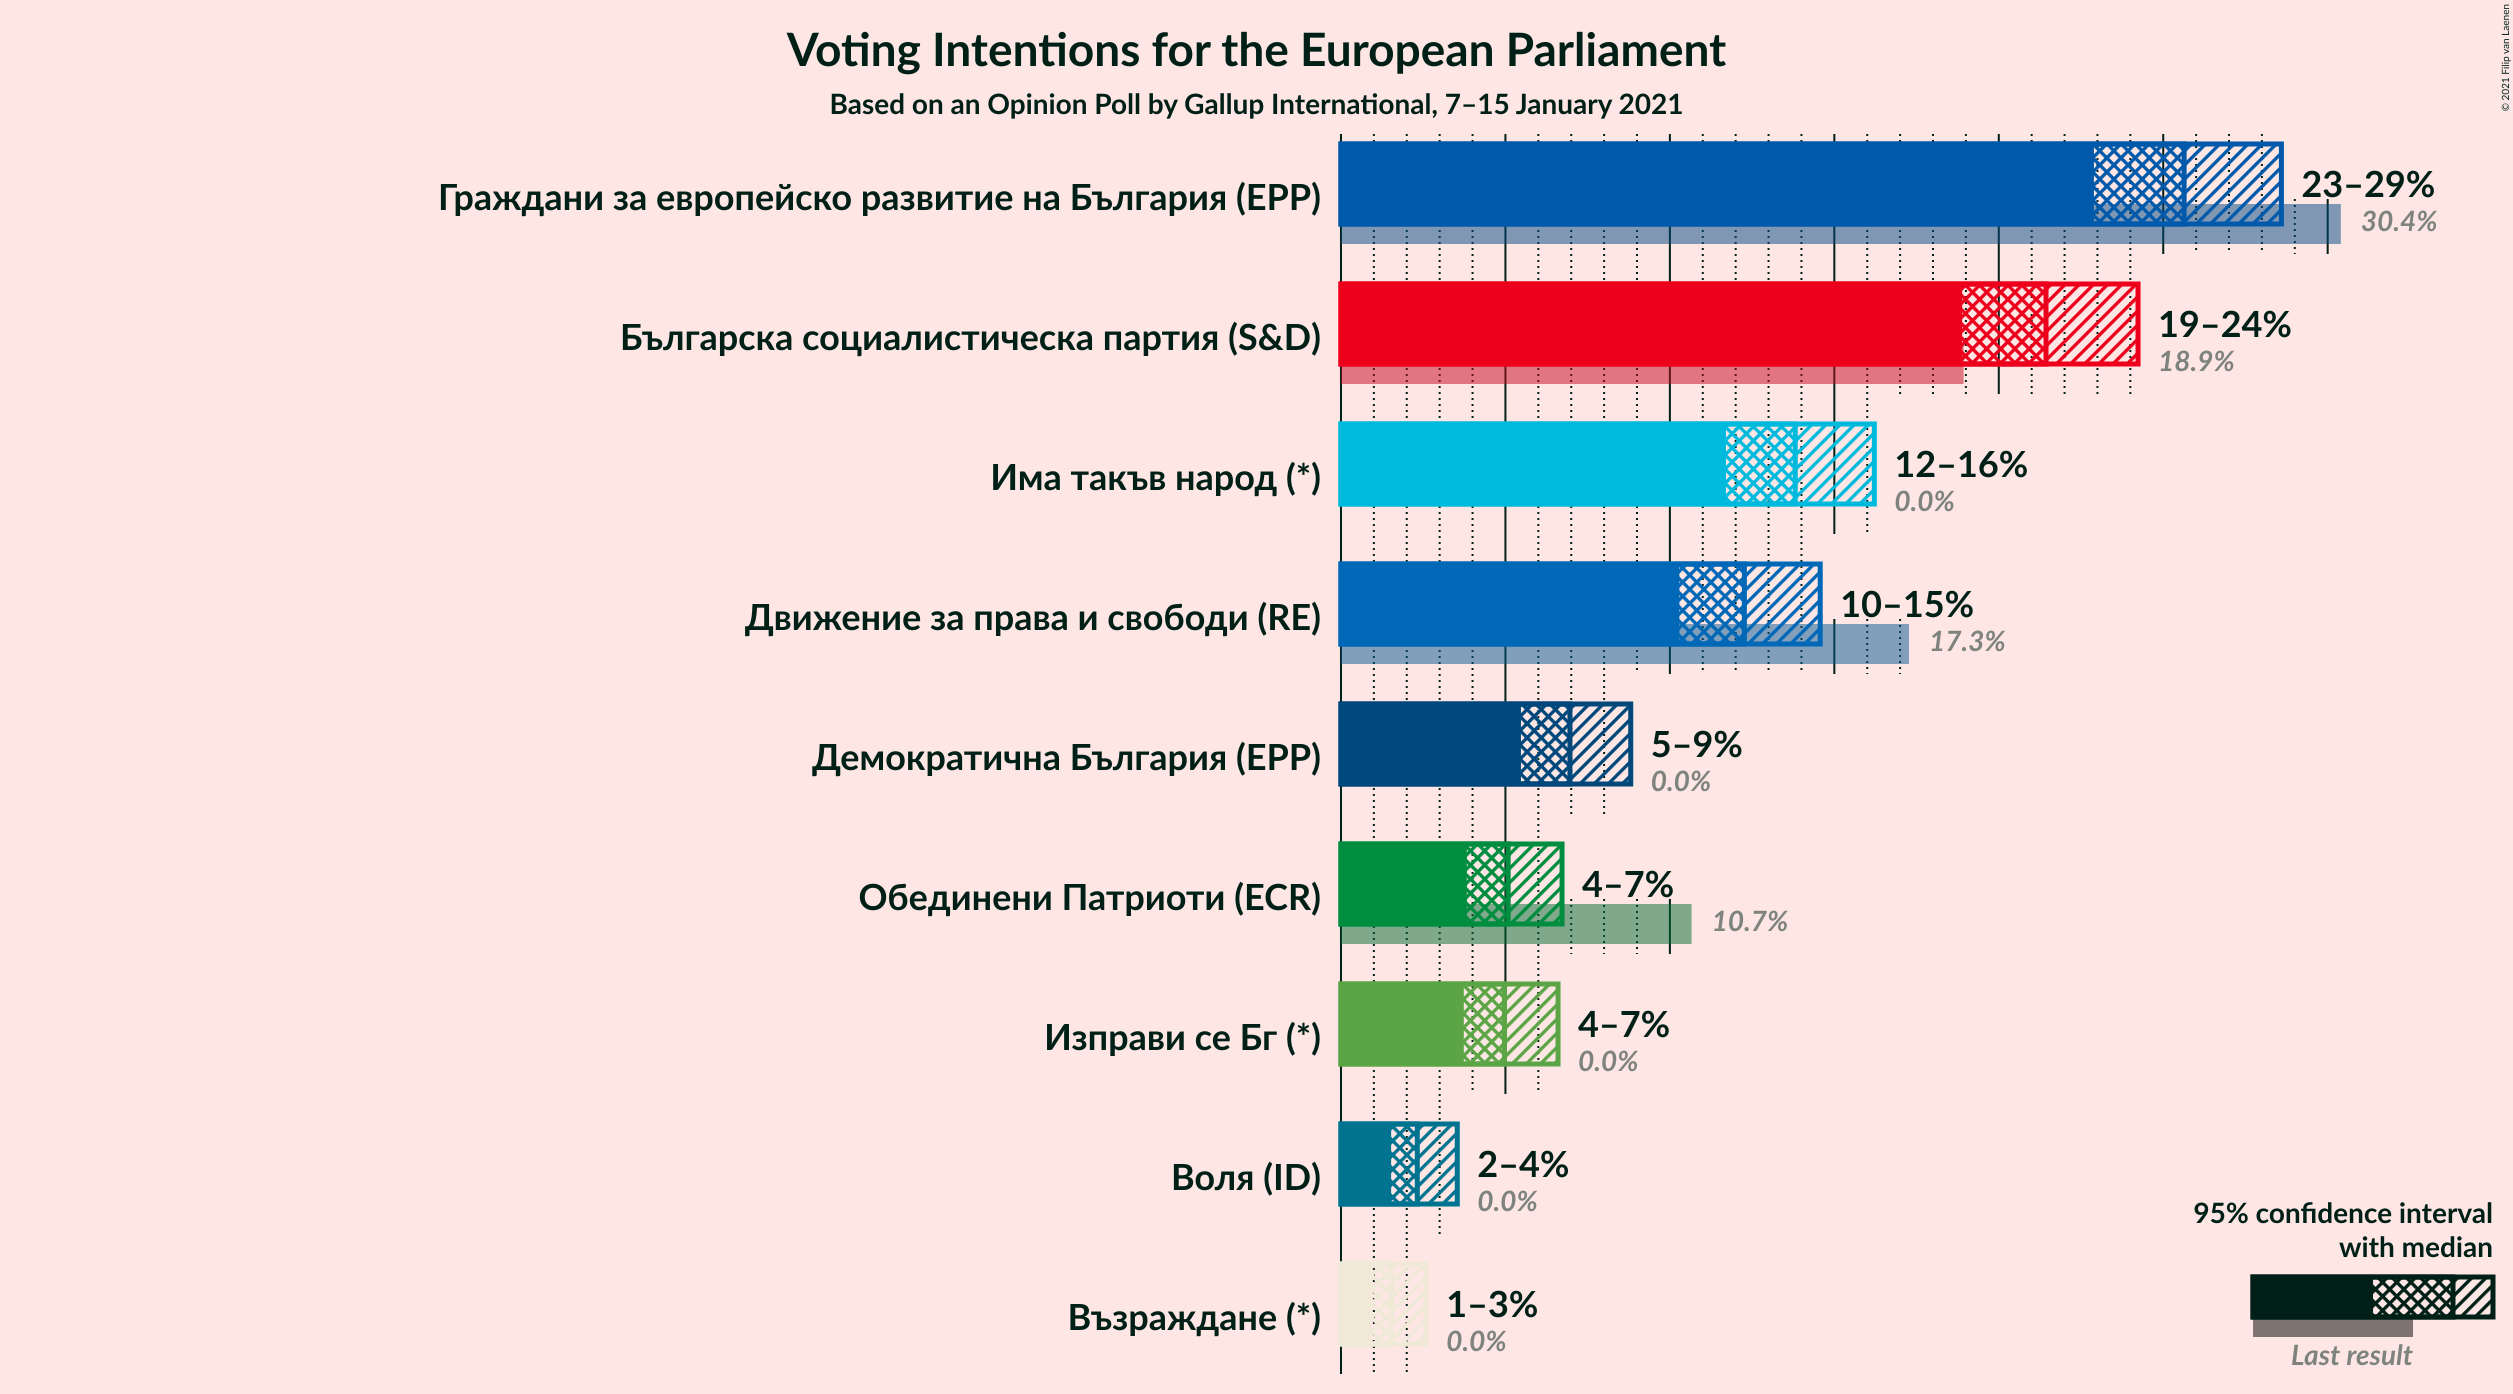 Voting Intentions for the European Parliament
Based on an Opinion Poll by Gallup International, 7–15 January 2021
© 2021 Filip van Laenen
Граждани за европейско развитие на България (EPP)
23–29%
30.4%
Българска социалистическа партия (S&D)
19–24%
18.9%
Има такъв народ (*)
12–16%
0.0%
Движение за права и свободи (RE)
10–15%
17.3%
Демократична България (EPP)
5–9%
0.0%
Обединени Патриоти (ECR)
4–7%
10.7%
Изправи се Бг (*)
4–7%
0.0%
Воля (ID)
2–4%
0.0%
Възраждане (*)
1–3%
0.0%
95% confidence interval
with median
Last result